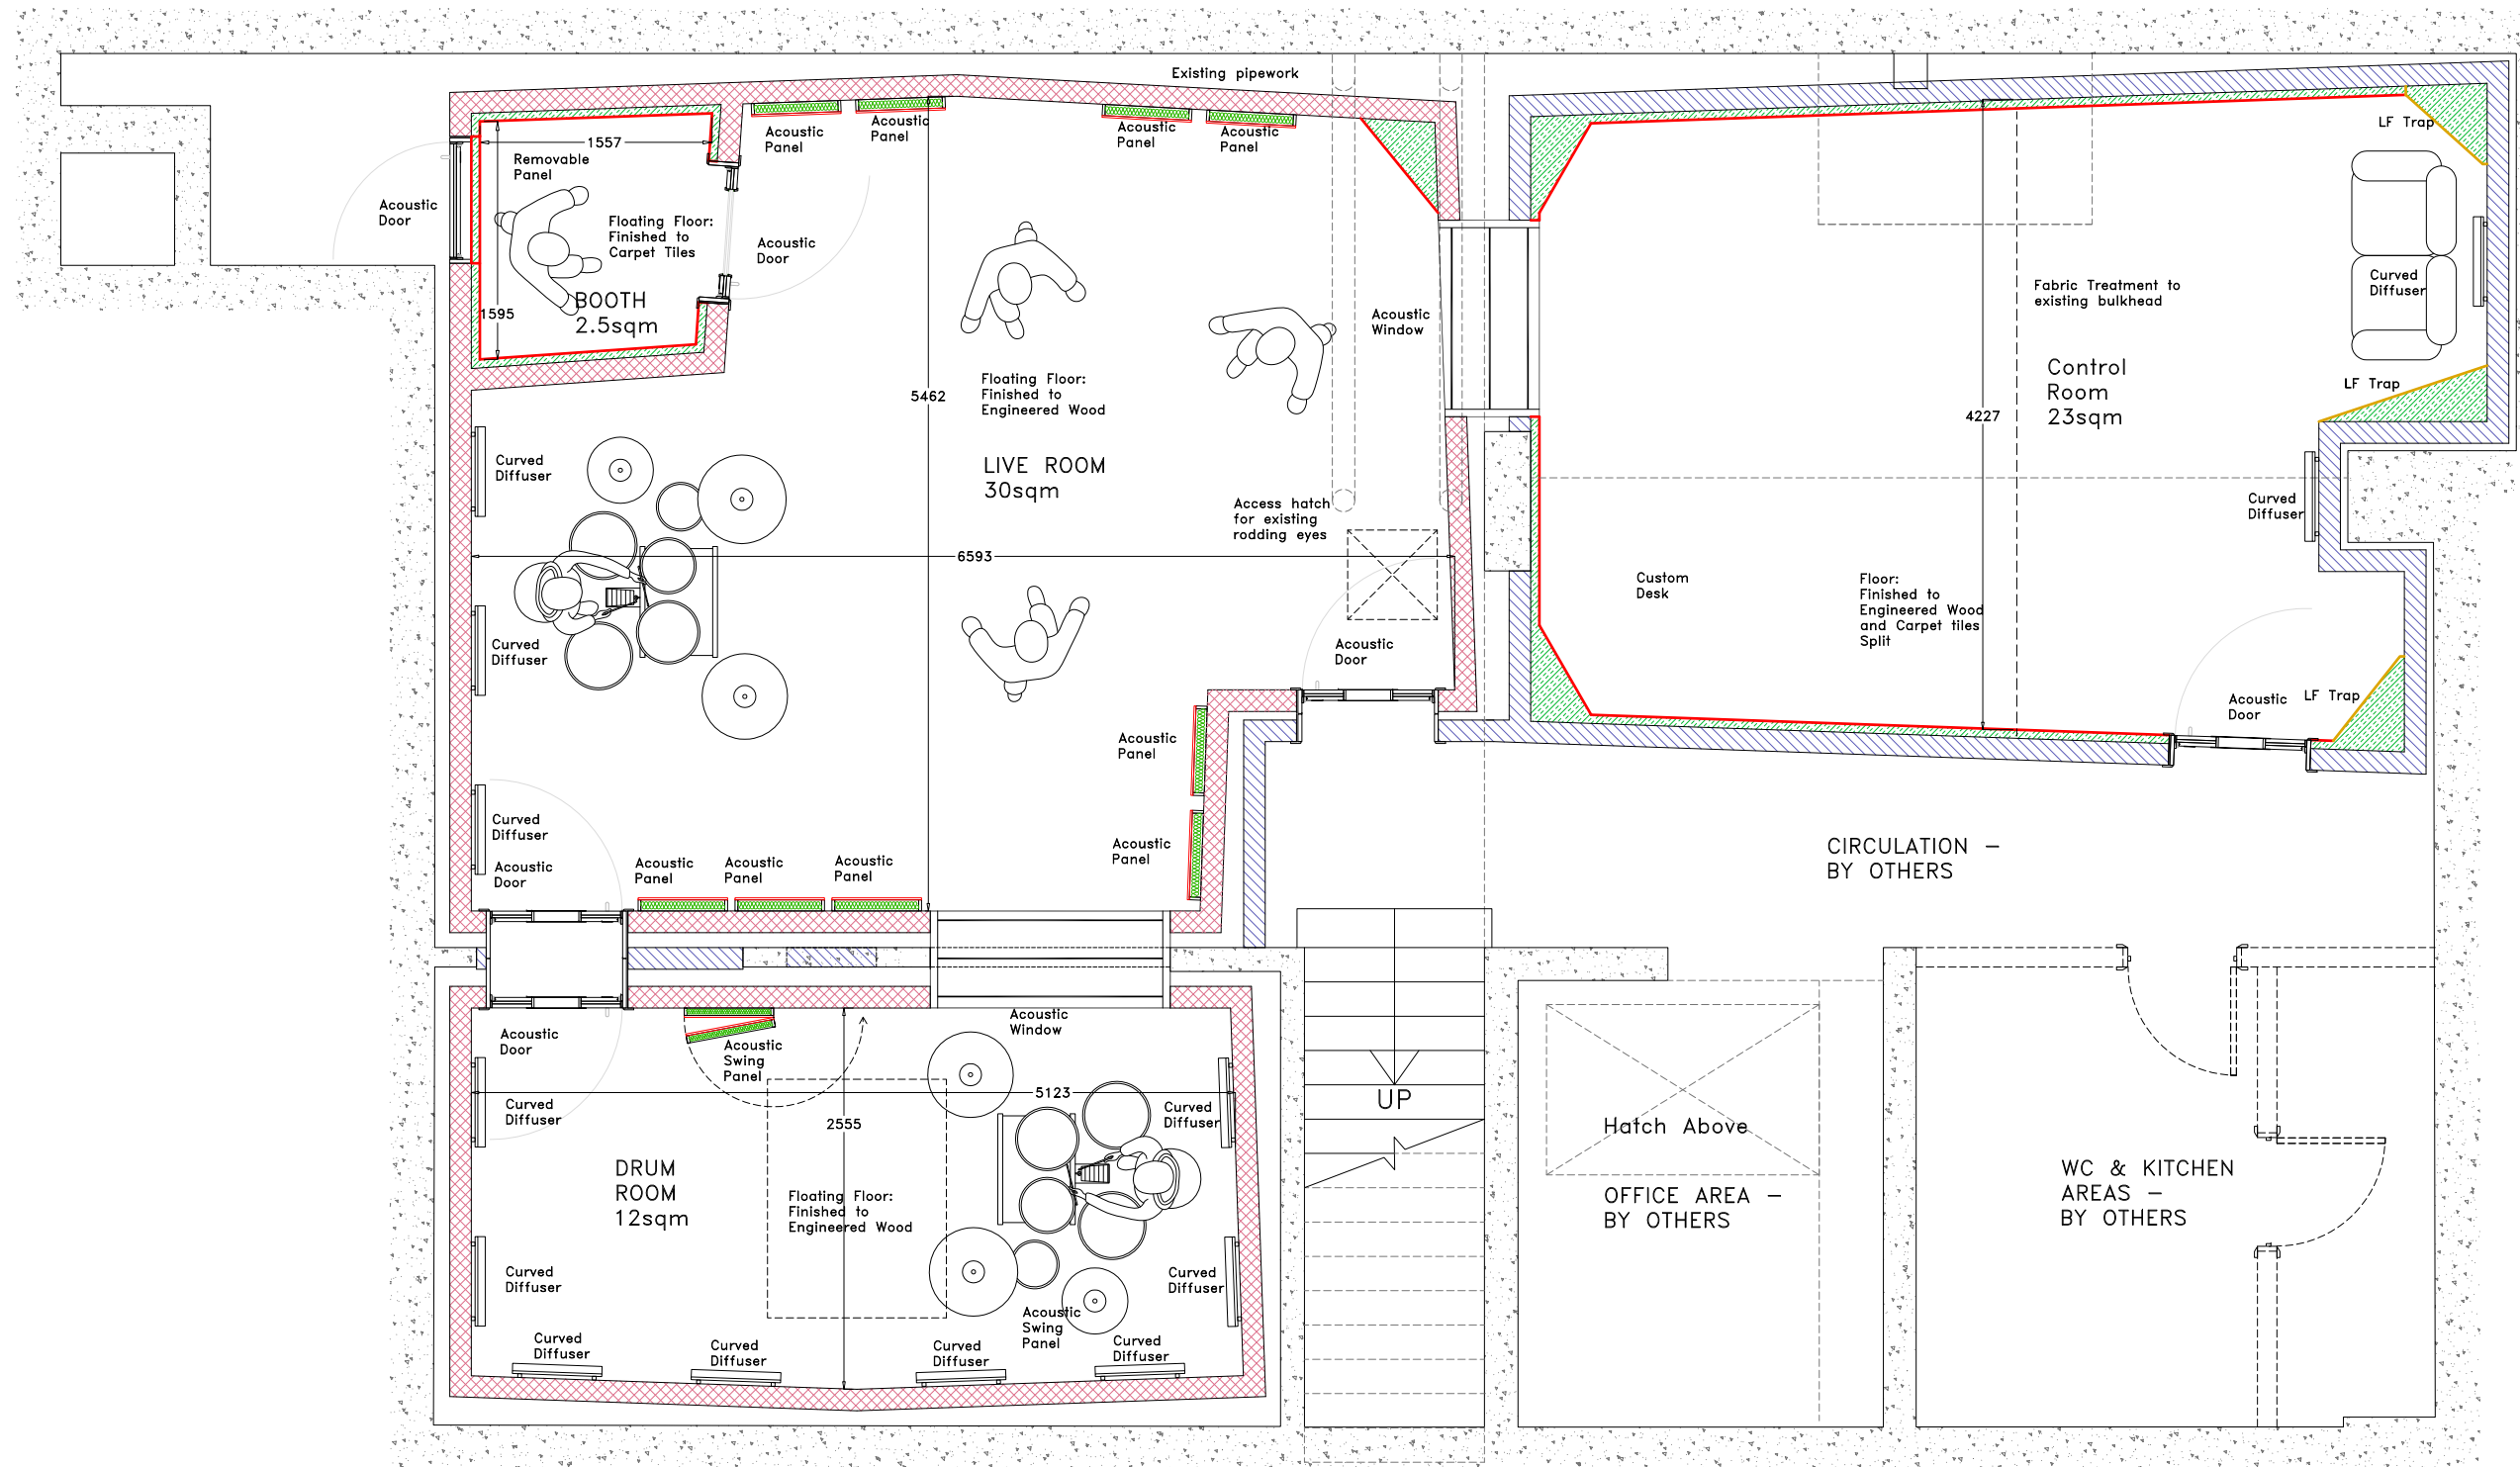 Existing pipework
Acoustic
Panel
Acoustic
Panel
Acoustic
Panel
Acoustic
Panel
LF Trap
1557
Removable
Panel
Acoustic
Door
Floating Floor:
Finished to
Carpet Tiles
Acoustic
Door
BOOTH
2.5sqm
1595
Acoustic
Window
Fabric Treatment to
existing bulkhead
Curved
Diffuser
Control
Room
23sqm
LF Trap
4227
5462
Floating Floor:
Finished to
Engineered Wood
LIVE ROOM
30sqm
Curved
Diffuser
Access hatch
for existing
rodding eyes
Curved
Diffuser
6593
Custom
Desk
Floor:
Finished to
Engineered Wood
and Carpet tiles
Split
Curved
Diffuser
Acoustic
Door
LF Trap
Acoustic
Door
Acoustic
Panel
Curved
Diffuser
Acoustic
Door
Acoustic
Panel
Acoustic
Panel
Acoustic
Panel
Acoustic
Panel
CIRCULATION –
BY OTHERS
Acoustic
Door
Acoustic
Swing
Panel
Acoustic
Window
5123
2555
Curved
Diffuser
Curved
Diffuser
UP
Hatch Above
DRUM
ROOM
12sqm
Floating Floor:
Finished to
Engineered Wood
OFFICE AREA –
BY OTHERS
WC & KITCHEN
AREAS –
BY OTHERS
Curved
Diffuser
Curved
Diffuser
Acoustic
Swing
Panel
Curved
Diffuser
Curved
Diffuser
Curved
Diffuser
Curved
Diffuser